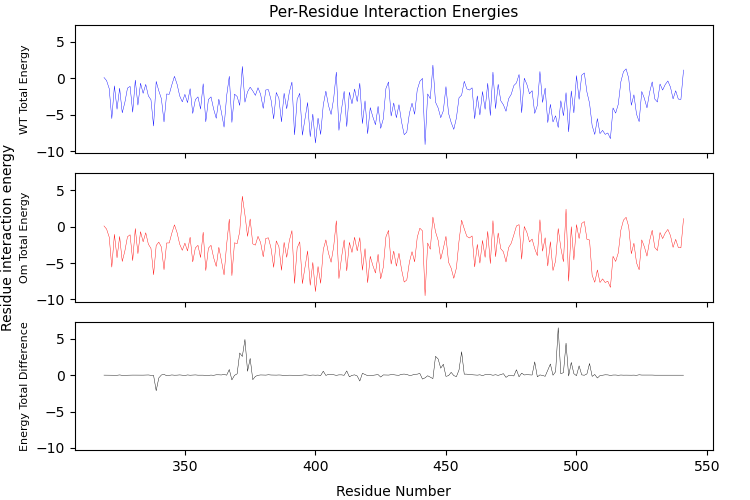 Per-Residue Interaction Energies
Residue interaction energy
WT Total Energy
5
0
−5
−10
Om Total Energy
5
0
−5
−10
Energy Total Difference
5
0
−5
−10
350
400
450
500
550
Residue Number